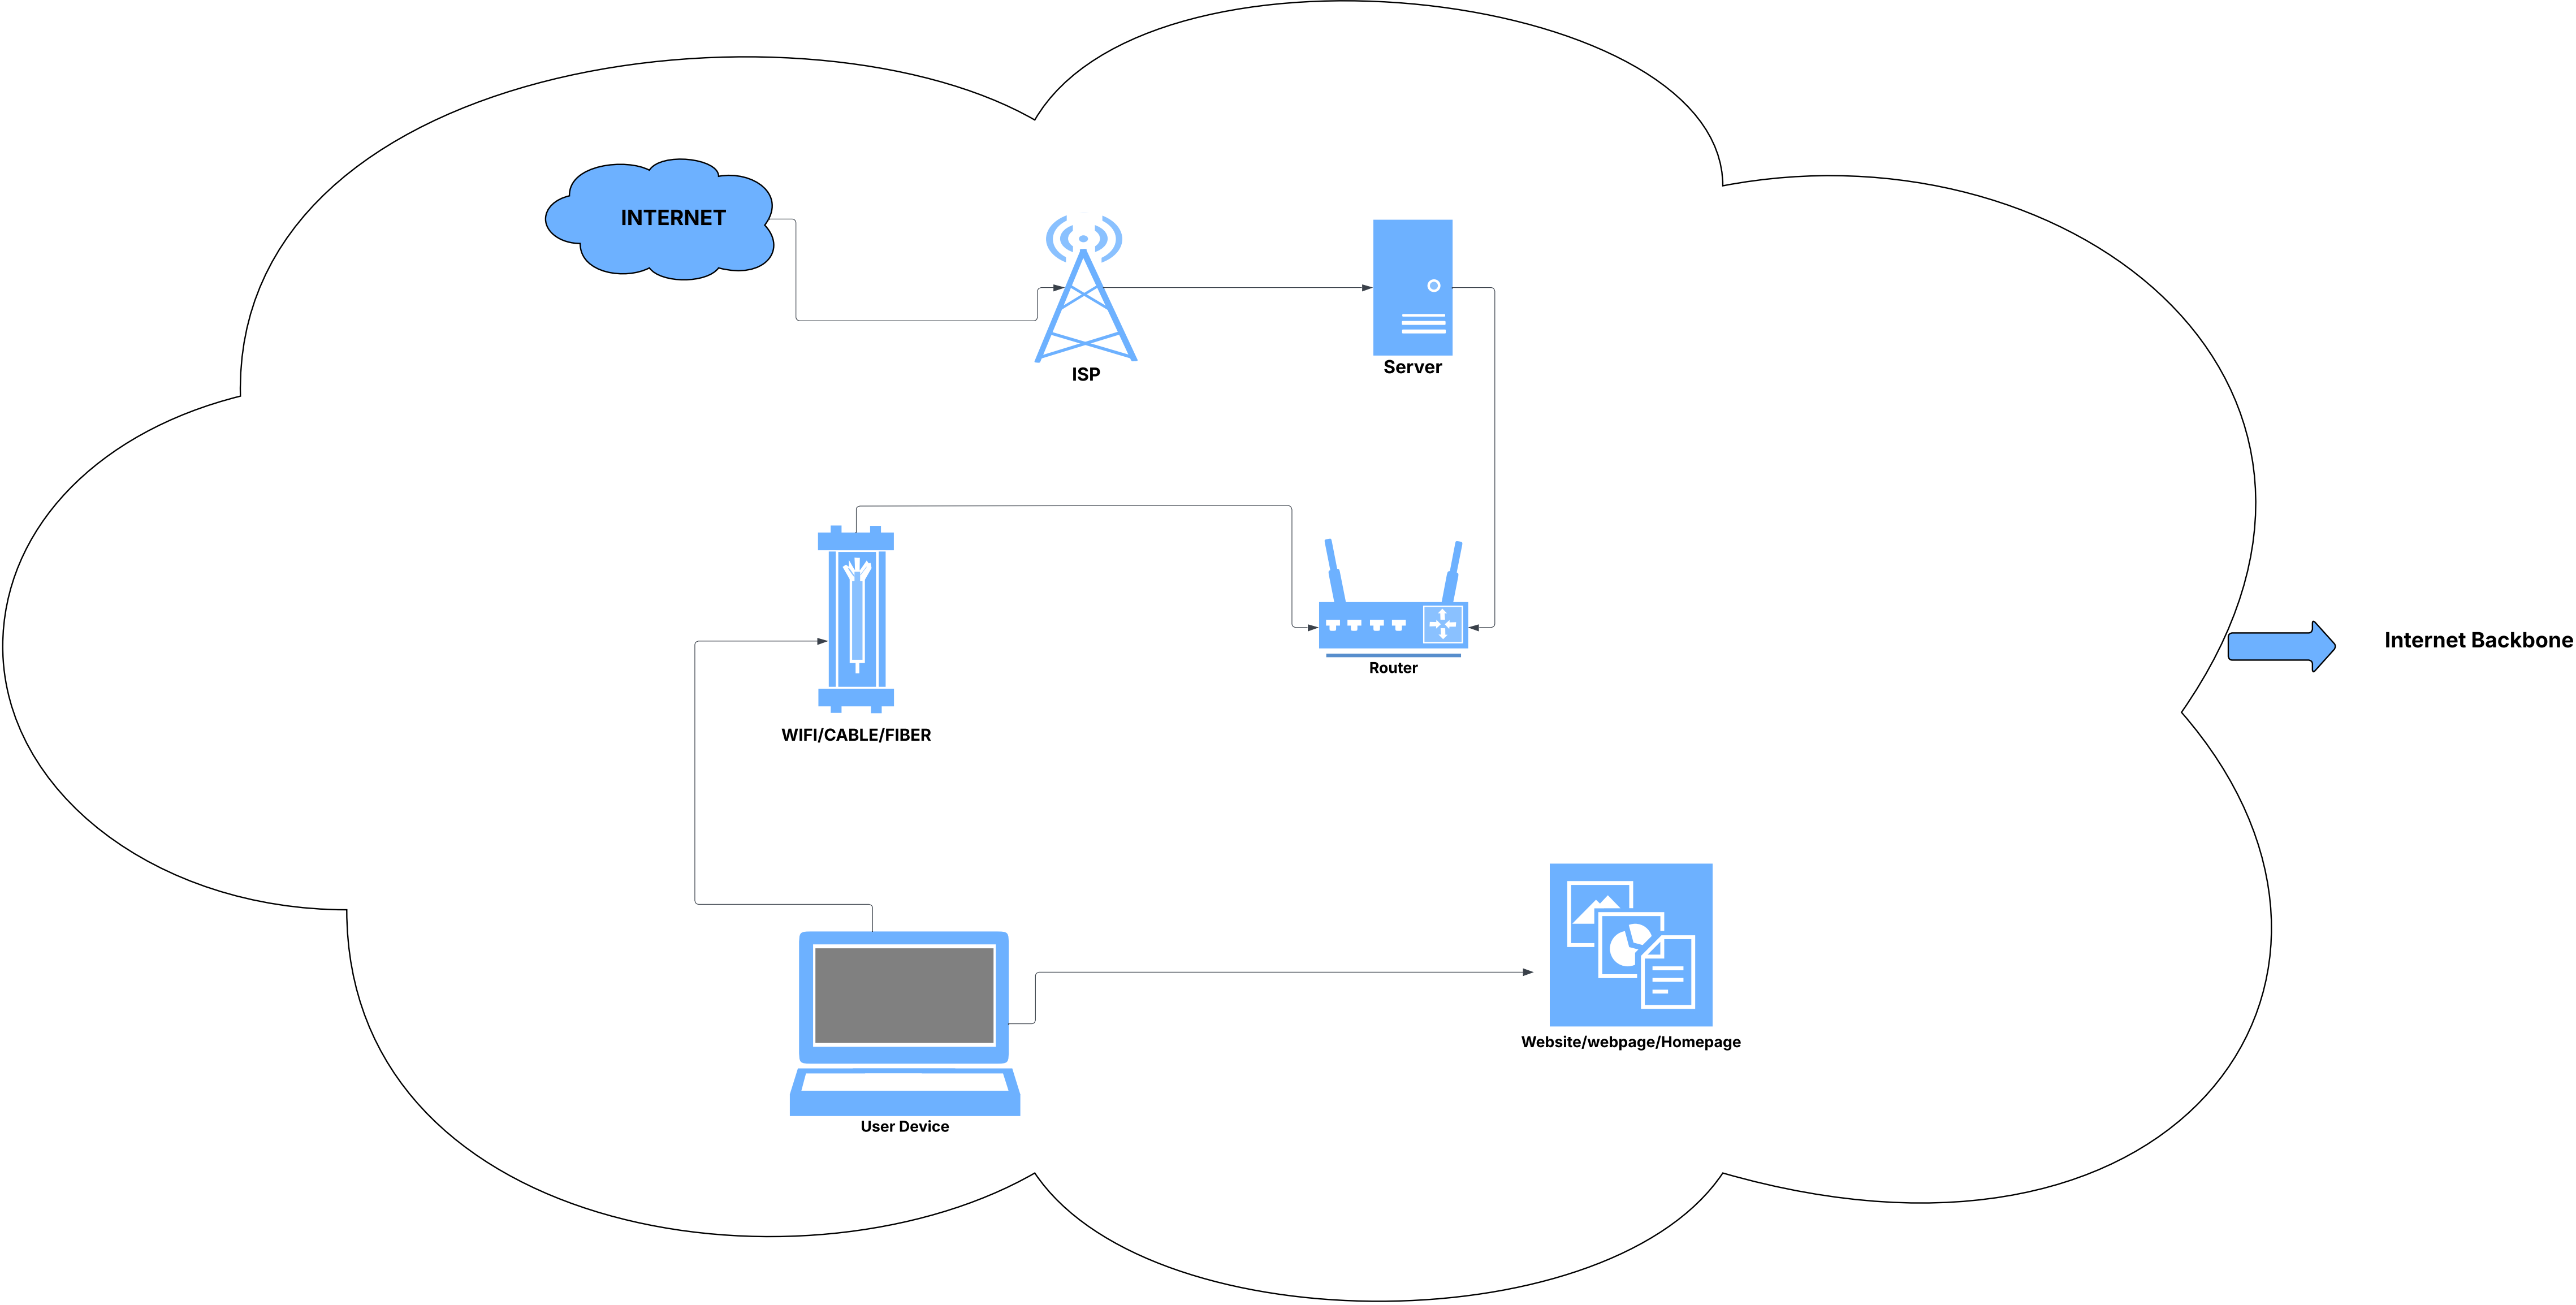 INTERNET
ISP
Server
Router
Internet Backbone
WIFI/CABLE/FIBER
Website/webpage/Homepage
User Device